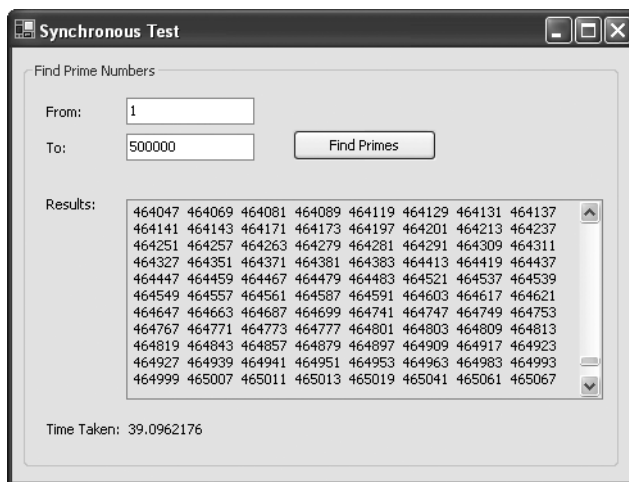 Synchronous Test
Find Prime Numbers
From: 1
To: 500000
Find Primes
Results:
464047 464069 464081 464089 464119 464129 464131 464137
464141 464143 464171 464173 464197 464201 464213 464237
464251 464257 464263 464279 464281 464291 464309 464311
464327 464351 464371 464381 464383 464413 464419 464437
464447 464459 464467 464479 464483 464521 464537 464539
464549 464557 464561 464587 464591 464603 464617 464621
464647 464663 464687 464699 464741 464747 464749 464753
464767 464771 464773 464777 464801 464803 464809 464813
464819 464843 464857 464879 464897 464909 464917 464923
464927 464939 464941 464951 464953 464963 464983 464993
464999 465007 465011 465013 465019 465041 465061 465067
Time Taken: 39.0962176